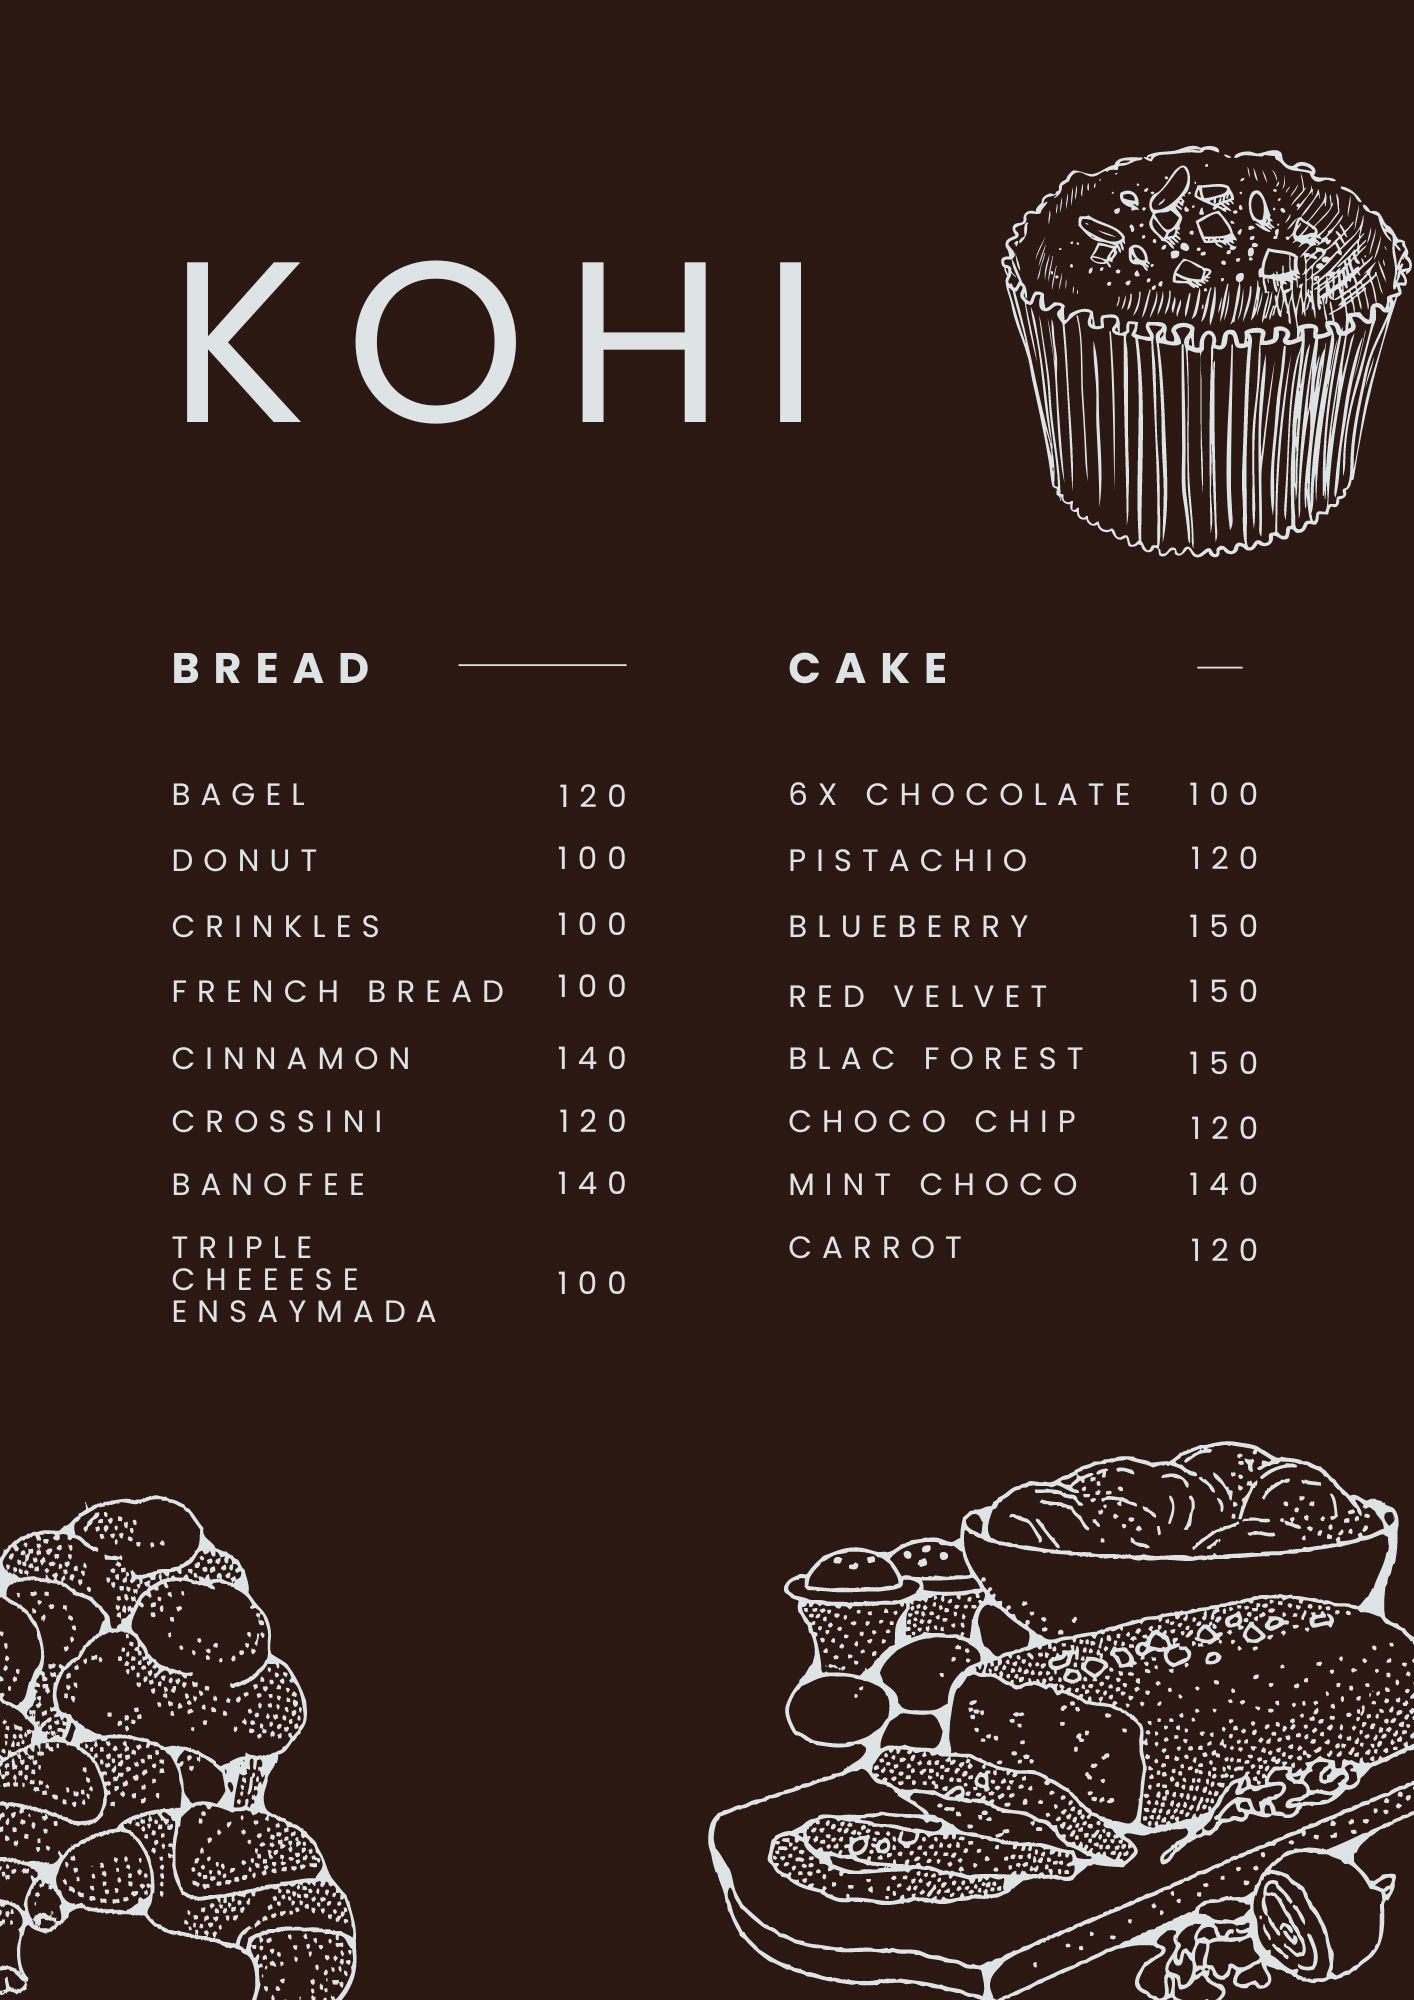 KOHI
BREAD
BAGEL 120
DONUT 100
CRINKLES 100
FRENCH BREAD 100
CINNAMON 140
CROSSINI 120
BANOFEE 140
TRIPLE
CHEEESE 100
ENSAYMADA
CAKE
6X CHOCOLATE 100
PISTACHIO 120
BLUEBERRY 150
RED VELVET 150
BLAC FOREST 150
CHOCO CHIP 120
MINT CHOCO 140
CARROT 120